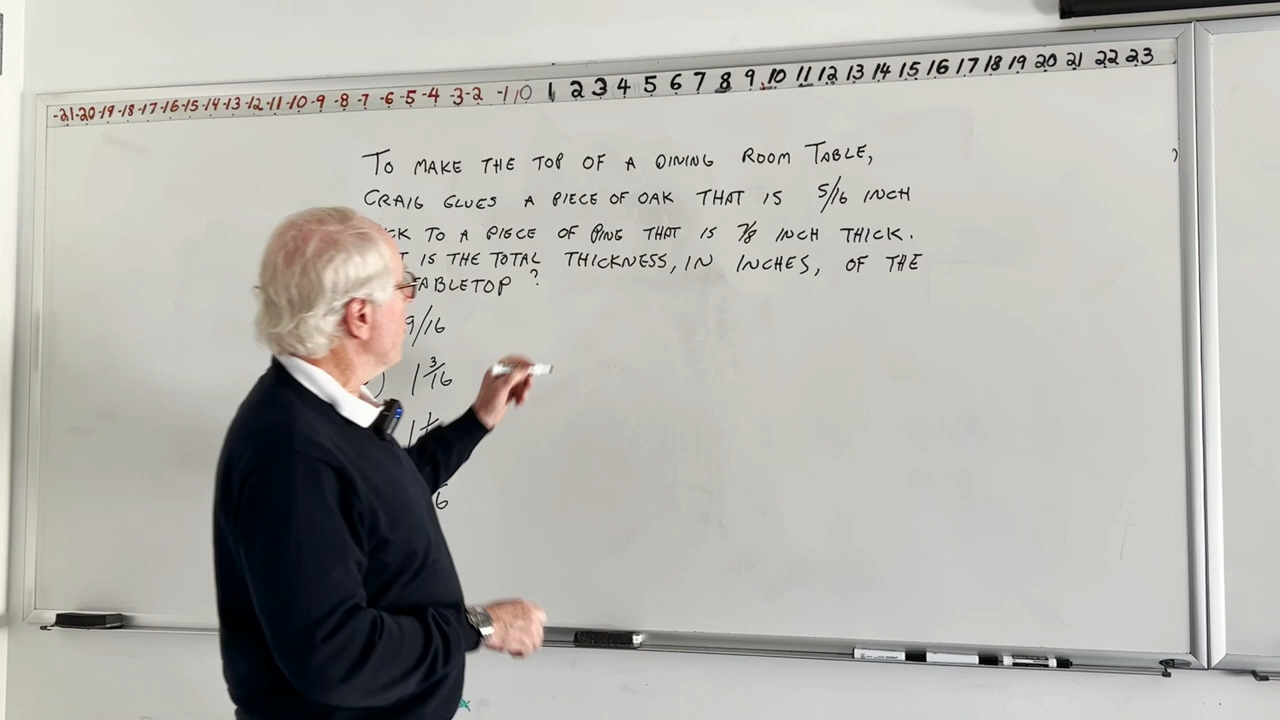 -21 -20 -19 -18 -17 -16 -15 -14 -13 -12 -11 -10 -9 -8 -7 -6 -5 -4 -3 -2 -1 0 1 2 3 4 5 6 7 8 9 10 11 12 13 14 15 16 17 18 19 20 21 22 23
TO MAKE THE TOP OF A DINING ROOM TABLE,
CRAIG GLUES A PIECE OF OAK THAT IS 5/16 INCH
CK TO A PIECE OF PINE THAT IS 7/8 INCH THICK.
T IS THE TOTAL THICKNESS, IN INCHES, OF THE
TABLETOP?
9/16
) 1 3/16